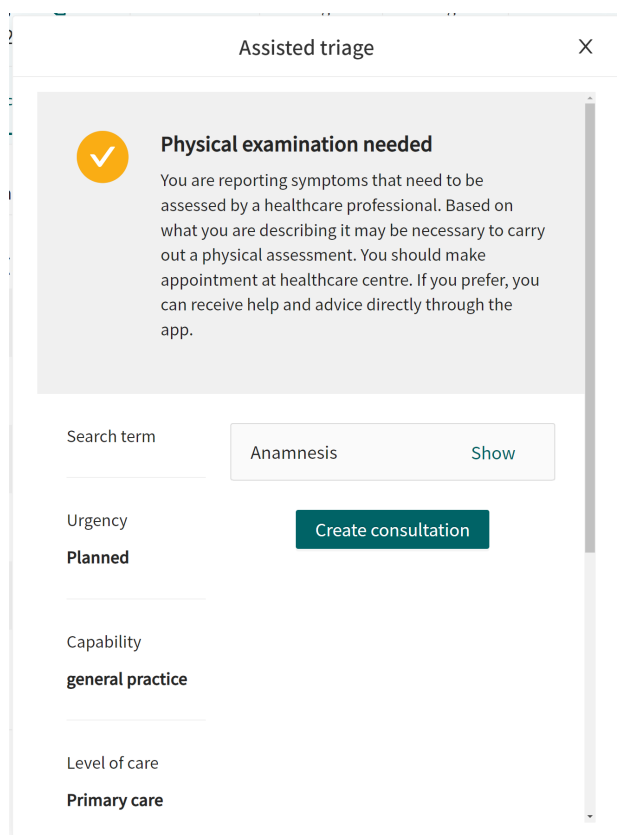 Assisted triage
Physical examination needed
You are reporting symptoms that need to be
assessed by a healthcare professional. Based on
what you are describing it may be necessary to carry
out a physical assessment. You should make
appointment at healthcare centre. If you prefer, you
can receive help and advice directly through the
app.
Search term
Anamnesis
Show
Urgency
Planned
Create consultation
Capability
general practice
Level of care
Primary care